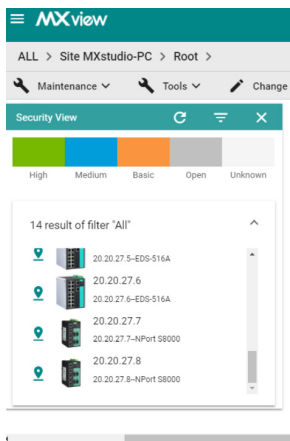 MXview
ALL > Site MXstudio-PC > Root >
Maintenance Tools Change
Security View
High Medium Basic Open Unknown
14 result of filter "All"
20.20.27.5–EDS-516A
20.20.27.6
20.20.27.6–EDS-516A
20.20.27.7
20.20.27.7–NPort S8000
20.20.27.8
20.20.27.8–NPort S8000